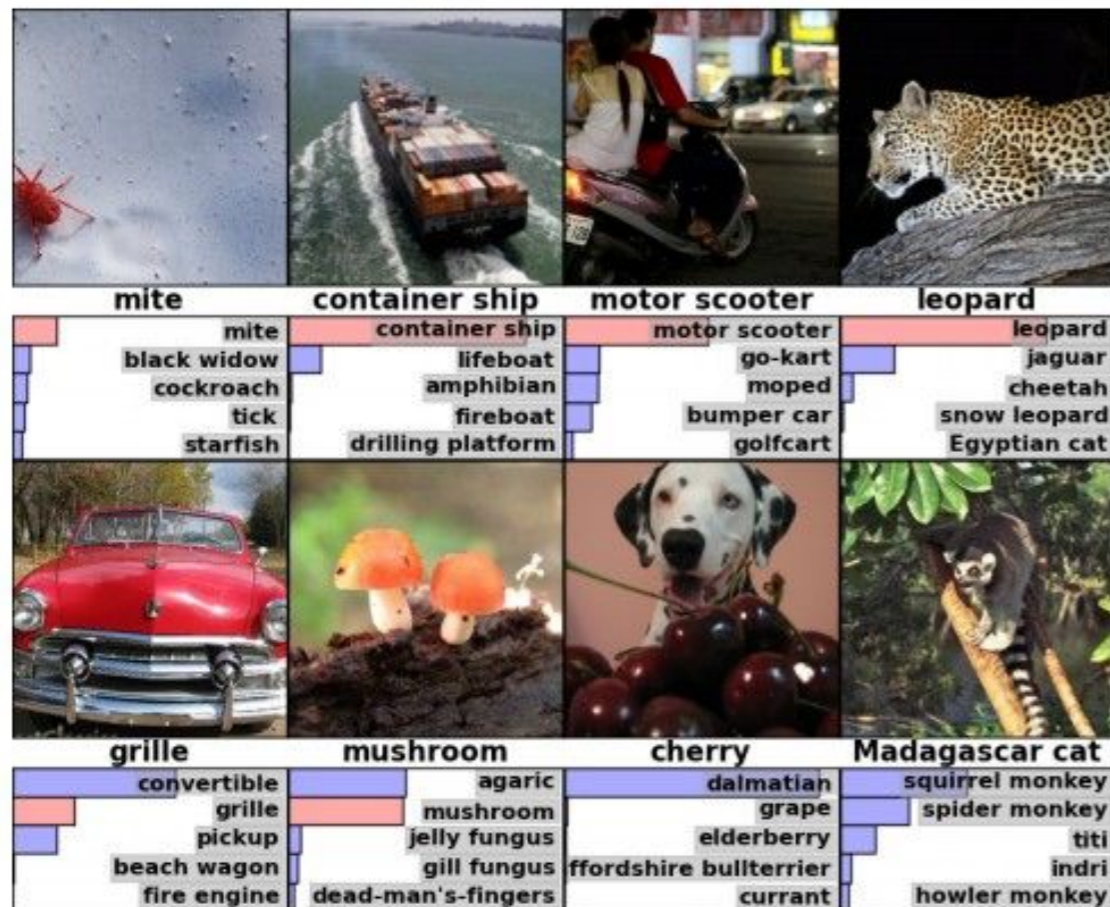 mite
container ship
motor scooter
leopard
mite
black widow
cockroach
tick
starfish
container ship
lifeboat
amphibian
fireboat
drilling platform
motor scooter
go-kart
moped
bumper car
golfcart
leopard
jaguar
cheetah
snow leopard
Egyptian cat
grille
mushroom
cherry
Madagascar cat
convertible
grille
pickup
beach wagon
fire engine
agaric
mushroom
jelly fungus
gill fungus
dead-man's-fingers
dalmatian
grape
elderberry
ffordshire bullterrier
currant
squirrel monkey
spider monkey
titi
indri
howler monkey